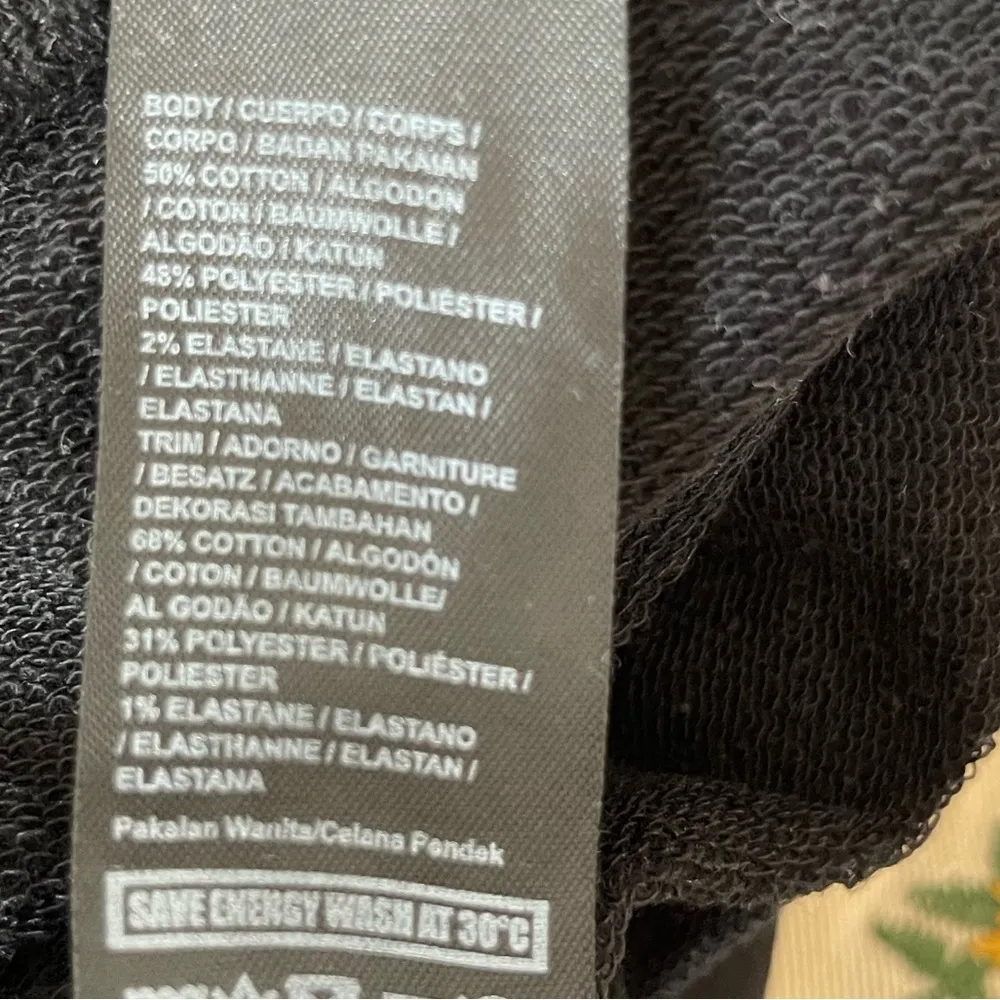 BODY / CUERPO / CORPS /
CORPO / BADAN PAKAIAN
50% COTTON / ALGODON
/ COTON / BAUMWOLLE /
ALGODÃO / KATUN
48% POLYESTER / POLIÉSTER /
POLIESTER
2% ELASTANE / ELASTANO
/ ELASTHANNE / ELASTAN /
ELASTANA
TRIM / ADORNO / GARNITURE
/ BESATZ / ACABAMENTO /
DEKORASI TAMBAHAN
68% COTTON / ALGODÓN
/ COTON / BAUMWOLLE/
AL GODÃO / KATUN
31% POLYESTER / POLIÉSTER /
POLIESTER
1% ELASTANE / ELASTANO
/ ELASTHANNE / ELASTAN /
ELASTANA
Pakaian Wanita/Celana Pendek
SAVE ENERGY WASH AT 30°C